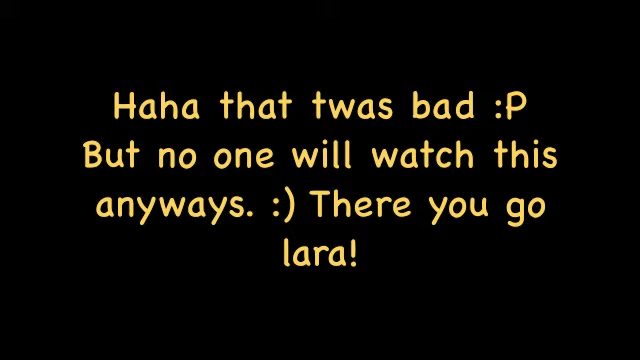 Haha that twas bad :P
But no one will watch this
anyways. :) There you go
lara!